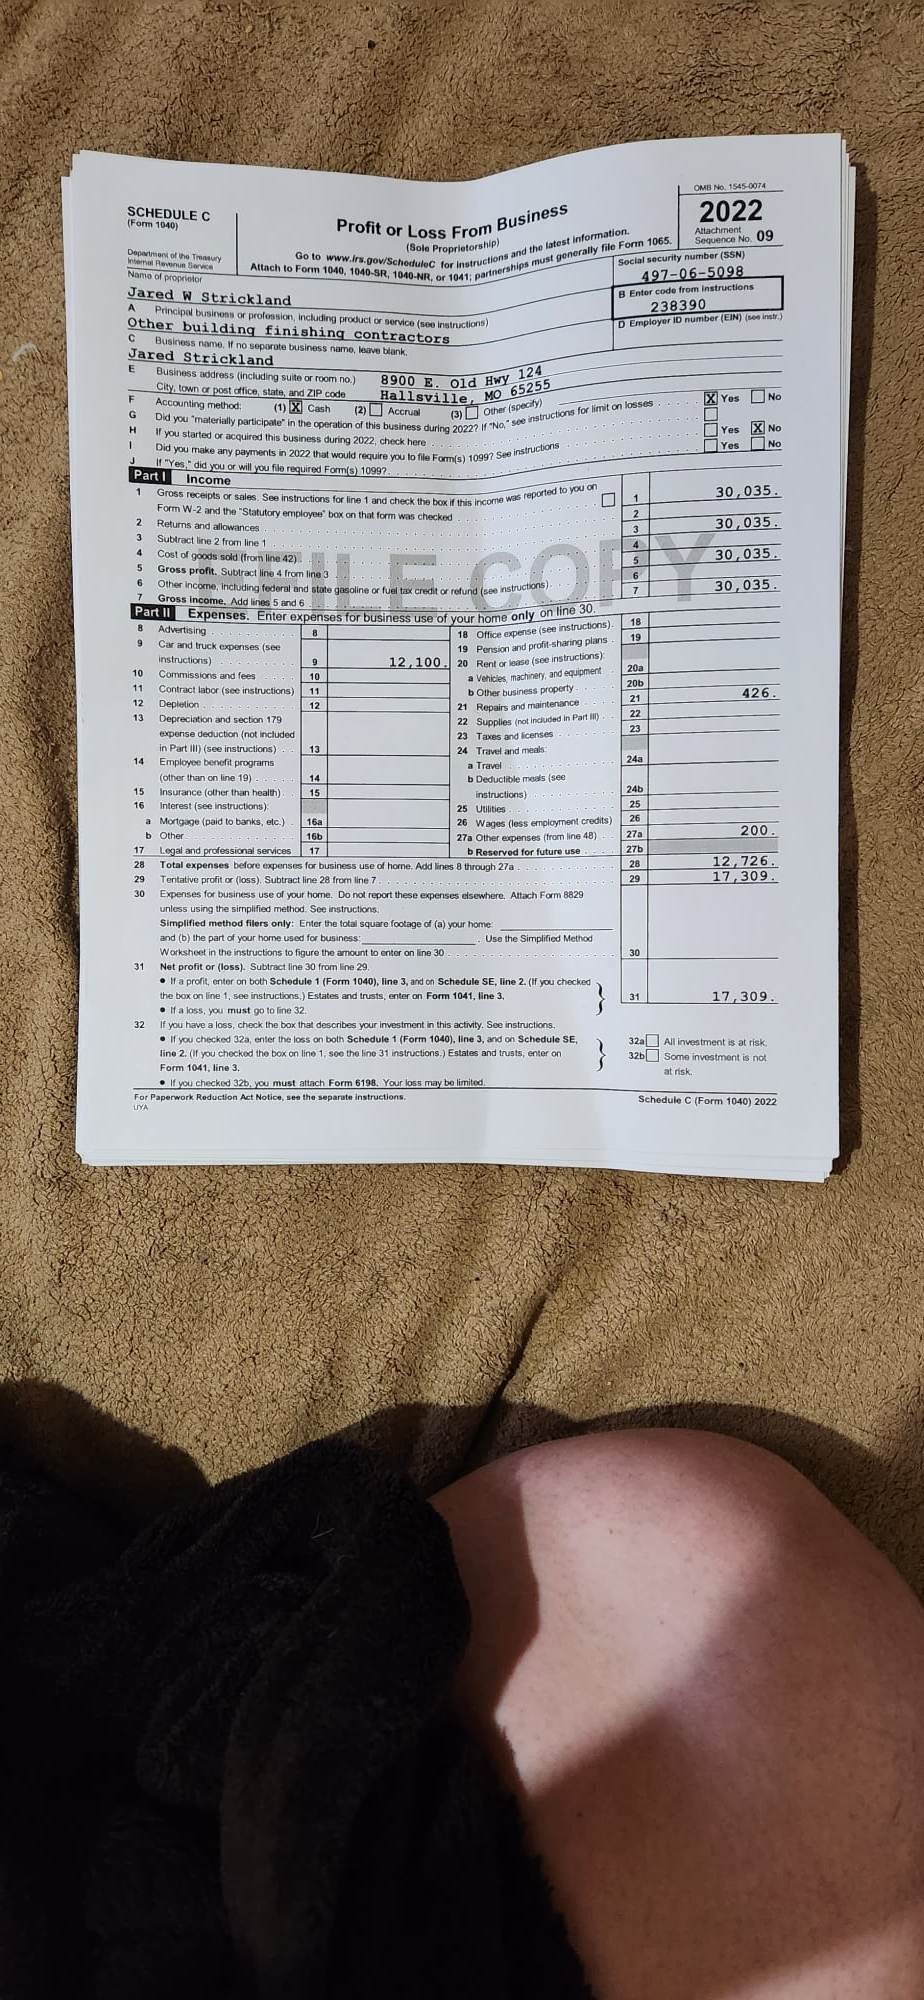 SCHEDULE C
(Form 1040)
Department of the Treasury
Internal Revenue Service
Profit or Loss From Business
(Sole Proprietorship)
Go to www.irs.gov/ScheduleC for instructions and the latest information.
Attach to Form 1040, 1040-SR, 1040-NR, or 1041; partnerships must generally file Form 1065.
OMB No. 1545-0074
2022
Attachment
Sequence No. 09
Name of proprietor
Jared W Strickland
Social security number (SSN)
497-06-5098
A Principal business or profession, including product or service (see instructions)
Other building finishing contractors
B Enter code from instructions
238390
C Business name. If no separate business name, leave blank.
Jared Strickland
D Employer ID number (EIN) (see instr.)
E Business address (including suite or room no.) 8900 E. Old Hwy 124
City, town or post office, state, and ZIP code Hallsville, MO 65255
F Accounting method: (1) X Cash (2) Accrual (3) Other (specify)
G Did you "materially participate" in the operation of this business during 2022? If "No," see instructions for limit on losses X Yes No
H If you started or acquired this business during 2022, check here
I Did you make any payments in 2022 that would require you to file Form(s) 1099? See instructions Yes X No
J If "Yes," did you or will you file required Form(s) 1099? Yes No
Part I Income
1 Gross receipts or sales. See instructions for line 1 and check the box if this income was reported to you on
Form W-2 and the "Statutory employee" box on that form was checked 1 30,035.
2 Returns and allowances 2
3 Subtract line 2 from line 1 3 30,035.
4 Cost of goods sold (from line 42) 4
5 Gross profit. Subtract line 4 from line 3 5 30,035.
6 Other income, including federal and state gasoline or fuel tax credit or refund (see instructions) 6
7 Gross income. Add lines 5 and 6 7 30,035.
FILE COPY
Part II Expenses. Enter expenses for business use of your home only on line 30.
8 Advertising 8
9 Car and truck expenses (see
instructions) 9 12,100.
10 Commissions and fees 10
11 Contract labor (see instructions) 11
12 Depletion 12
13 Depreciation and section 179
expense deduction (not included
in Part III) (see instructions) 13
14 Employee benefit programs
(other than on line 19) 14
15 Insurance (other than health) 15
16 Interest (see instructions):
a Mortgage (paid to banks, etc.) 16a
b Other 16b
17 Legal and professional services 17
18 Office expense (see instructions) 18
19 Pension and profit-sharing plans 19
20 Rent or lease (see instructions):
a Vehicles, machinery, and equipment 20a
b Other business property 20b
21 Repairs and maintenance 21 426.
22 Supplies (not included in Part III) 22
23 Taxes and licenses 23
24 Travel and meals:
a Travel 24a
b Deductible meals (see
instructions) 24b
25 Utilities 25
26 Wages (less employment credits) 26
27a Other expenses (from line 48) 27a 200.
b Reserved for future use 27b
28 Total expenses before expenses for business use of home. Add lines 8 through 27a 28 12,726.
29 Tentative profit or (loss). Subtract line 28 from line 7 29 17,309.
30 Expenses for business use of your home. Do not report these expenses elsewhere. Attach Form 8829
unless using the simplified method. See instructions.
Simplified method filers only: Enter the total square footage of (a) your home:
and (b) the part of your home used for business: . Use the Simplified Method
Worksheet in the instructions to figure the amount to enter on line 30 30
31 Net profit or (loss). Subtract line 30 from line 29.
• If a profit, enter on both Schedule 1 (Form 1040), line 3, and on Schedule SE, line 2. (If you checked
the box on line 1, see instructions.) Estates and trusts, enter on Form 1041, line 3.
• If a loss, you must go to line 32.
31 17,309.
32 If you have a loss, check the box that describes your investment in this activity. See instructions.
• If you checked 32a, enter the loss on both Schedule 1 (Form 1040), line 3, and on Schedule SE,
line 2. (If you checked the box on line 1, see the line 31 instructions.) Estates and trusts, enter on
Form 1041, line 3.
• If you checked 32b, you must attach Form 6198. Your loss may be limited.
32a All investment is at risk.
32b Some investment is not
at risk.
For Paperwork Reduction Act Notice, see the separate instructions.
UYA
Schedule C (Form 1040) 2022